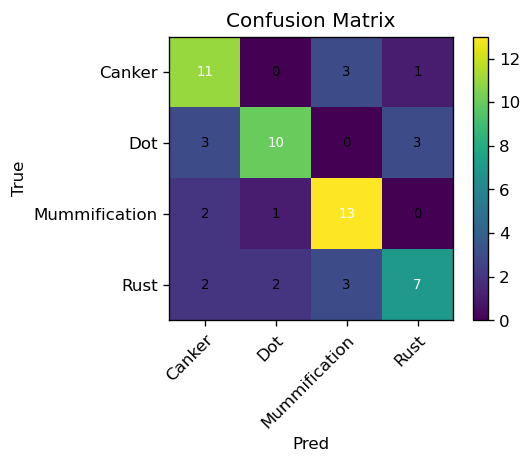 Confusion Matrix
True
Canker 11 0 3 1
Dot 3 10 0 3
Mummification 2 1 13 0
Rust 2 2 3 7
Canker Dot Mummification Rust
Pred
12
10
8
6
4
2
0